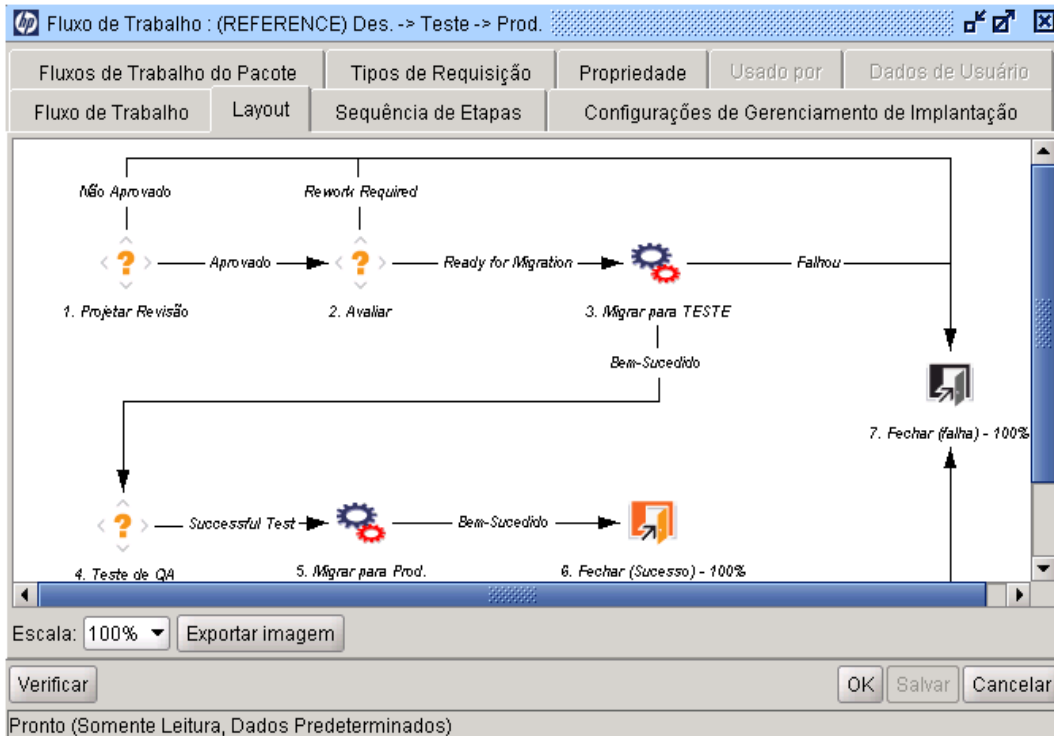 hp Fluxo de Trabalho : (REFERENCE) Des. -> Teste -> Prod.
Fluxos de Trabalho do Pacote Tipos de Requisição Propriedade Usado por Dados de Usuário
Fluxo de Trabalho Layout Sequência de Etapas Configurações de Gerenciamento de Implantação
Não Aprovado Rework Required
Aprovado Ready for Migration Falhou
1. Projetar Revisão 2. Avaliar 3. Migrar para TESTE
Bem-Sucedido
7. Fechar (falha) - 100%
Successful Test Bem-Sucedido
4. Teste de QA 5. Migrar para Prod. 6. Fechar (Sucesso) - 100%
Escala: 100% Exportar imagem
Verificar OK Salvar Cancelar
Pronto (Somente Leitura, Dados Predeterminados)